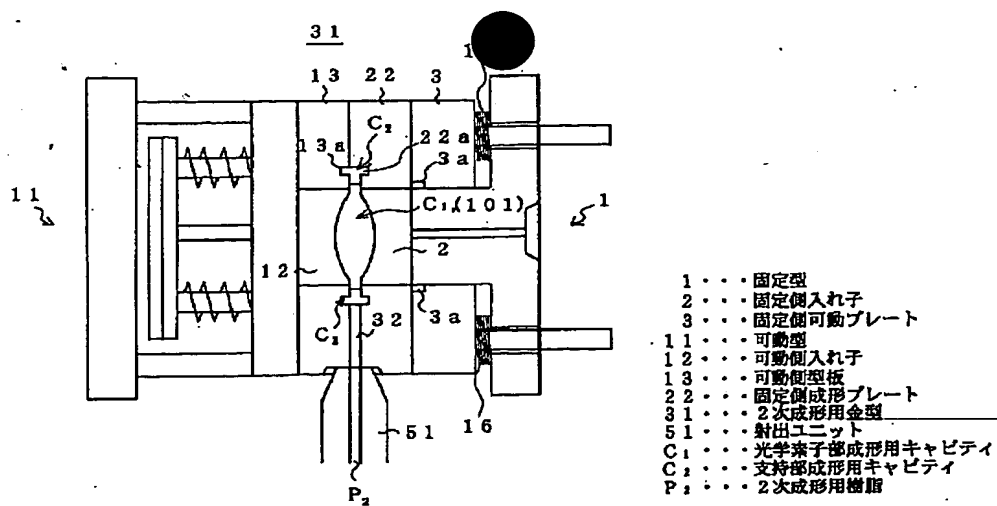 ３１
１
１３
２２
３
C₂
２２a
１３a
３a
１１
C₁,(１０１)
１
２
１２
C₂
３２
３a
５１
１６
P₂
１・・・固定型
２・・・固定側入れ子
３・・・固定側可動プレート
１１・・・可動型
１２・・・可動側入れ子
１３・・・可動側型板
２２・・・固定側成形プレート
３１・・・２次成形用金型
５１・・・射出ユニット
C₁・・・光学素子部成形用キャビティ
C₂・・・支持部成形用キャビティ
P₂・・・２次成形用樹脂